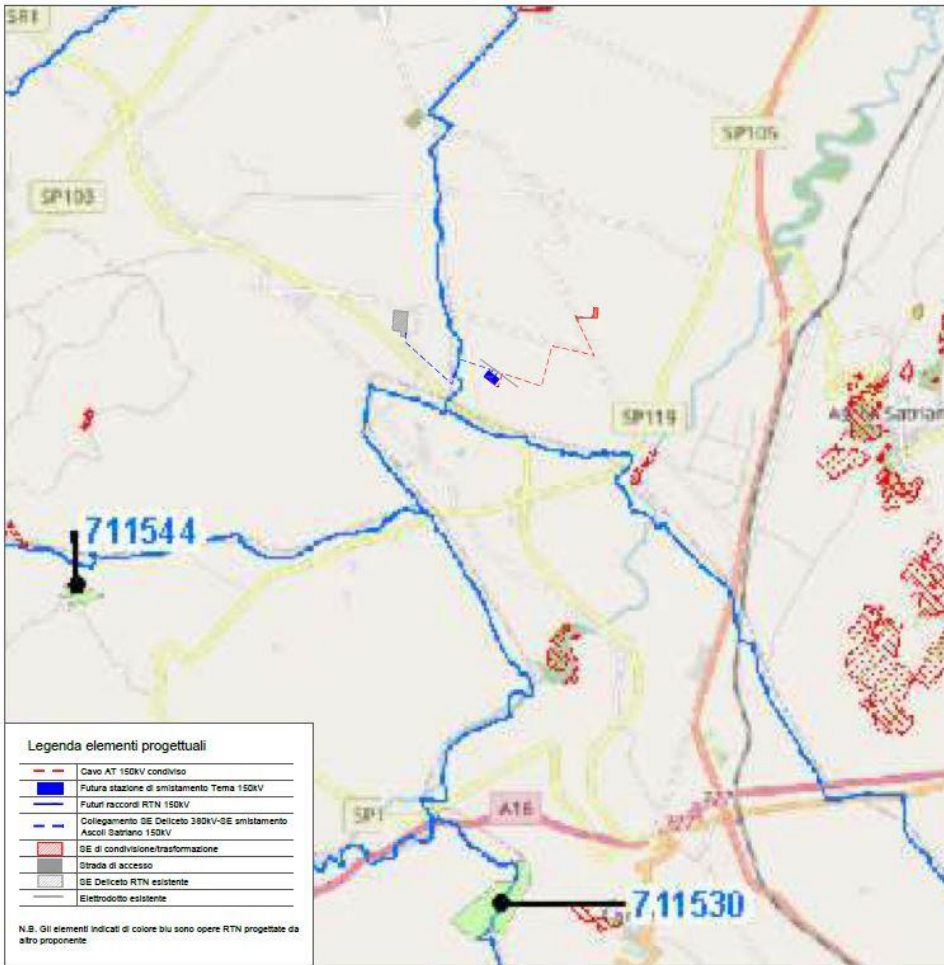 SR1
SP105
SP103
SP119
711544
SP1
A16
711530
Legenda elementi progettuali
Cavo AT 150kV condiviso
Futura stazione di smistamento Terna 150kV
Futuri raccordi RTN 150kV
Collegamento SE Deliceto 380kV-SE smistamento
Ascoli Satriano 150kV
SE di condivisione/trasformazione
Strada di accesso
SE Deliceto RTN esistente
Elettrodotto esistente
N.B. Gli elementi indicati di colore blu sono opere RTN progettate da
altro proponente